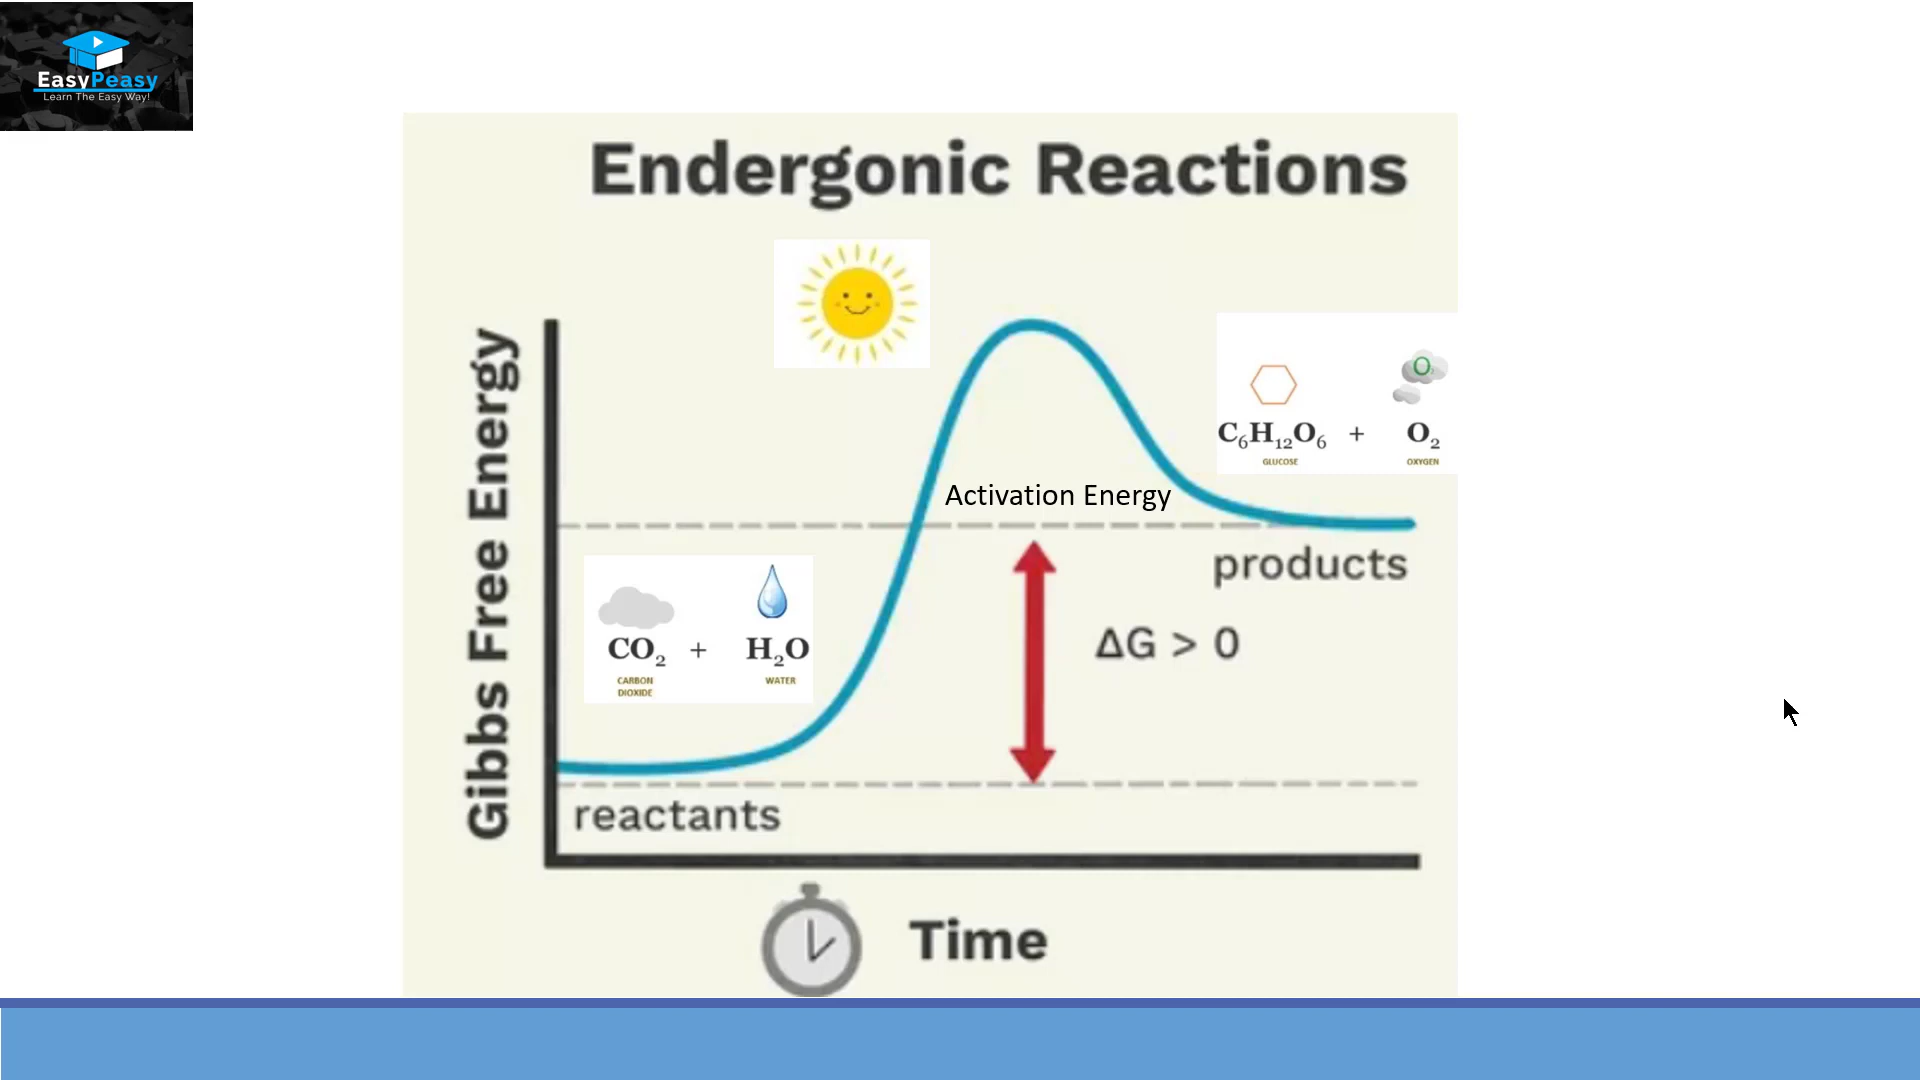 EasyPeasy
Learn The Easy Way!
Endergonic Reactions
Gibbs Free Energy
C₆H₁₂O₆ + O₂
GLUCOSE OXYGEN
Activation Energy
products
CO₂ + H₂O
CARBON DIOXIDE WATER
ΔG > 0
reactants
Time